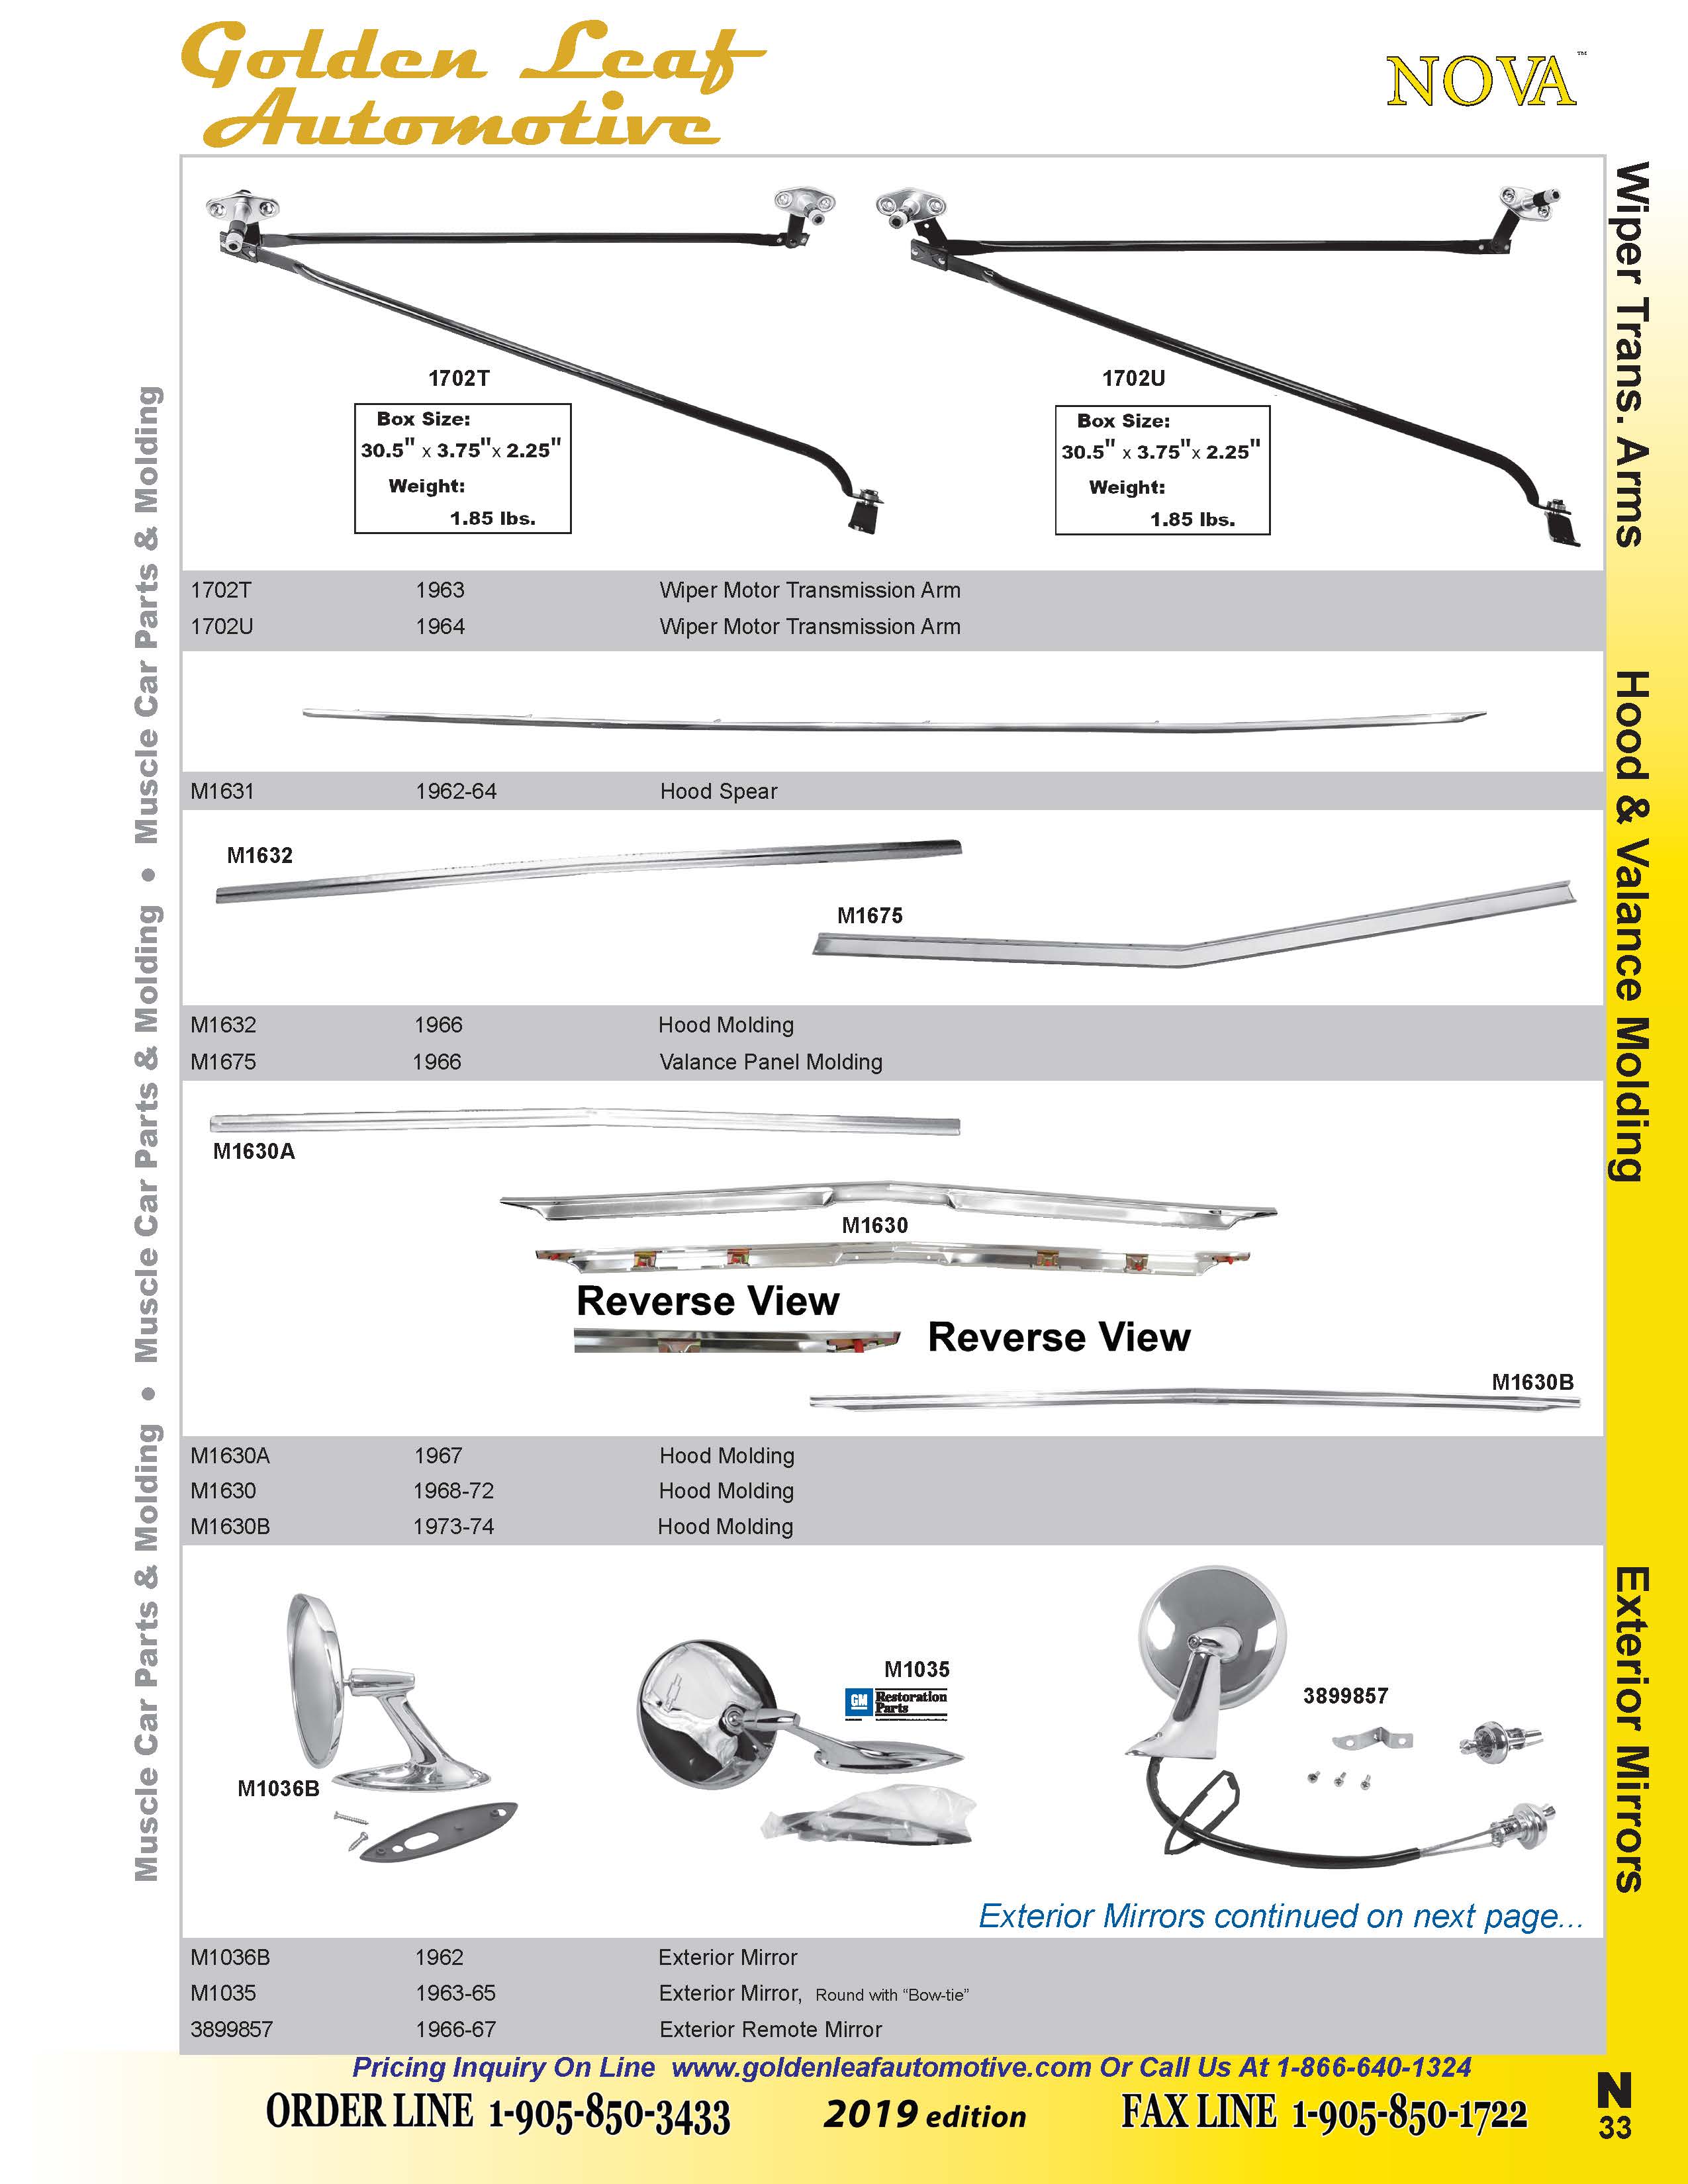 Golden Leaf
Automotive
NOVA™
Wiper Trans. Arms
Hood & Valance Molding
Exterior Mirrors
Muscle Car Parts & Molding • Muscle Car Parts & Molding • Muscle Car Parts & Molding
1702T
Box Size:
30.5" x 3.75"x 2.25"
Weight:
1.85 lbs.
1702U
Box Size:
30.5" x 3.75"x 2.25"
Weight:
1.85 lbs.
1702T 1963 Wiper Motor Transmission Arm
1702U 1964 Wiper Motor Transmission Arm
M1631 1962-64 Hood Spear
M1632
M1675
M1632 1966 Hood Molding
M1675 1966 Valance Panel Molding
M1630A
M1630
Reverse View
Reverse View
M1630B
M1630A 1967 Hood Molding
M1630 1968-72 Hood Molding
M1630B 1973-74 Hood Molding
M1036B
M1035
GM Restoration
Parts
3899857
Exterior Mirrors continued on next page...
M1036B 1962 Exterior Mirror
M1035 1963-65 Exterior Mirror, Round with “Bow-tie”
3899857 1966-67 Exterior Remote Mirror
Pricing Inquiry On Line www.goldenleafautomotive.com Or Call Us At 1-866-640-1324
ORDER LINE 1-905-850-3433 2019 edition FAX LINE 1-905-850-1722
N
33